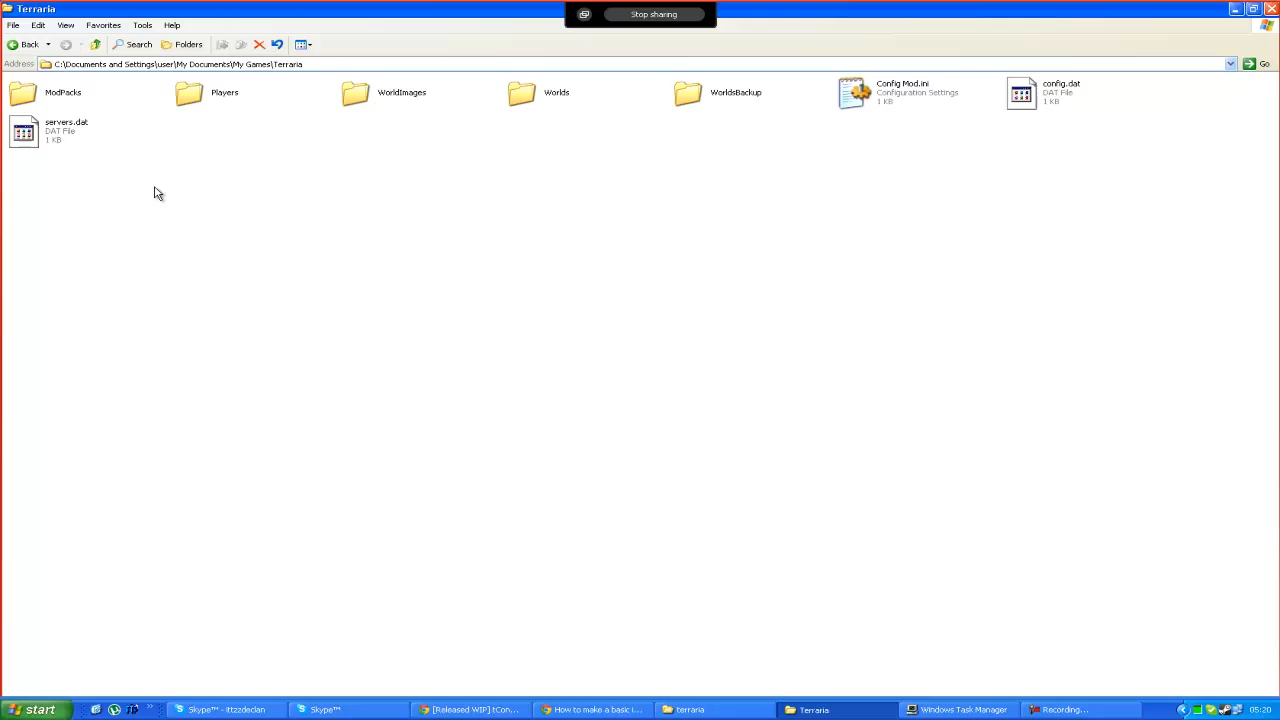 Terraria
Stop sharing
File Edit View Favorites Tools Help
Back Search Folders
Address C:\Documents and Settings\user\My Documents\My Games\Terraria Go
ModPacks
Players
WorldImages
Worlds
WorldsBackup
Config Mod.ini
Configuration Settings
1 KB
config.dat
DAT File
1 KB
servers.dat
DAT File
1 KB
start Skype™ - ittzzdeclan Skype™ [Released WIP] tCon... How to make a basic i... terraria Terraria Windows Task Manager Recording... 05:20